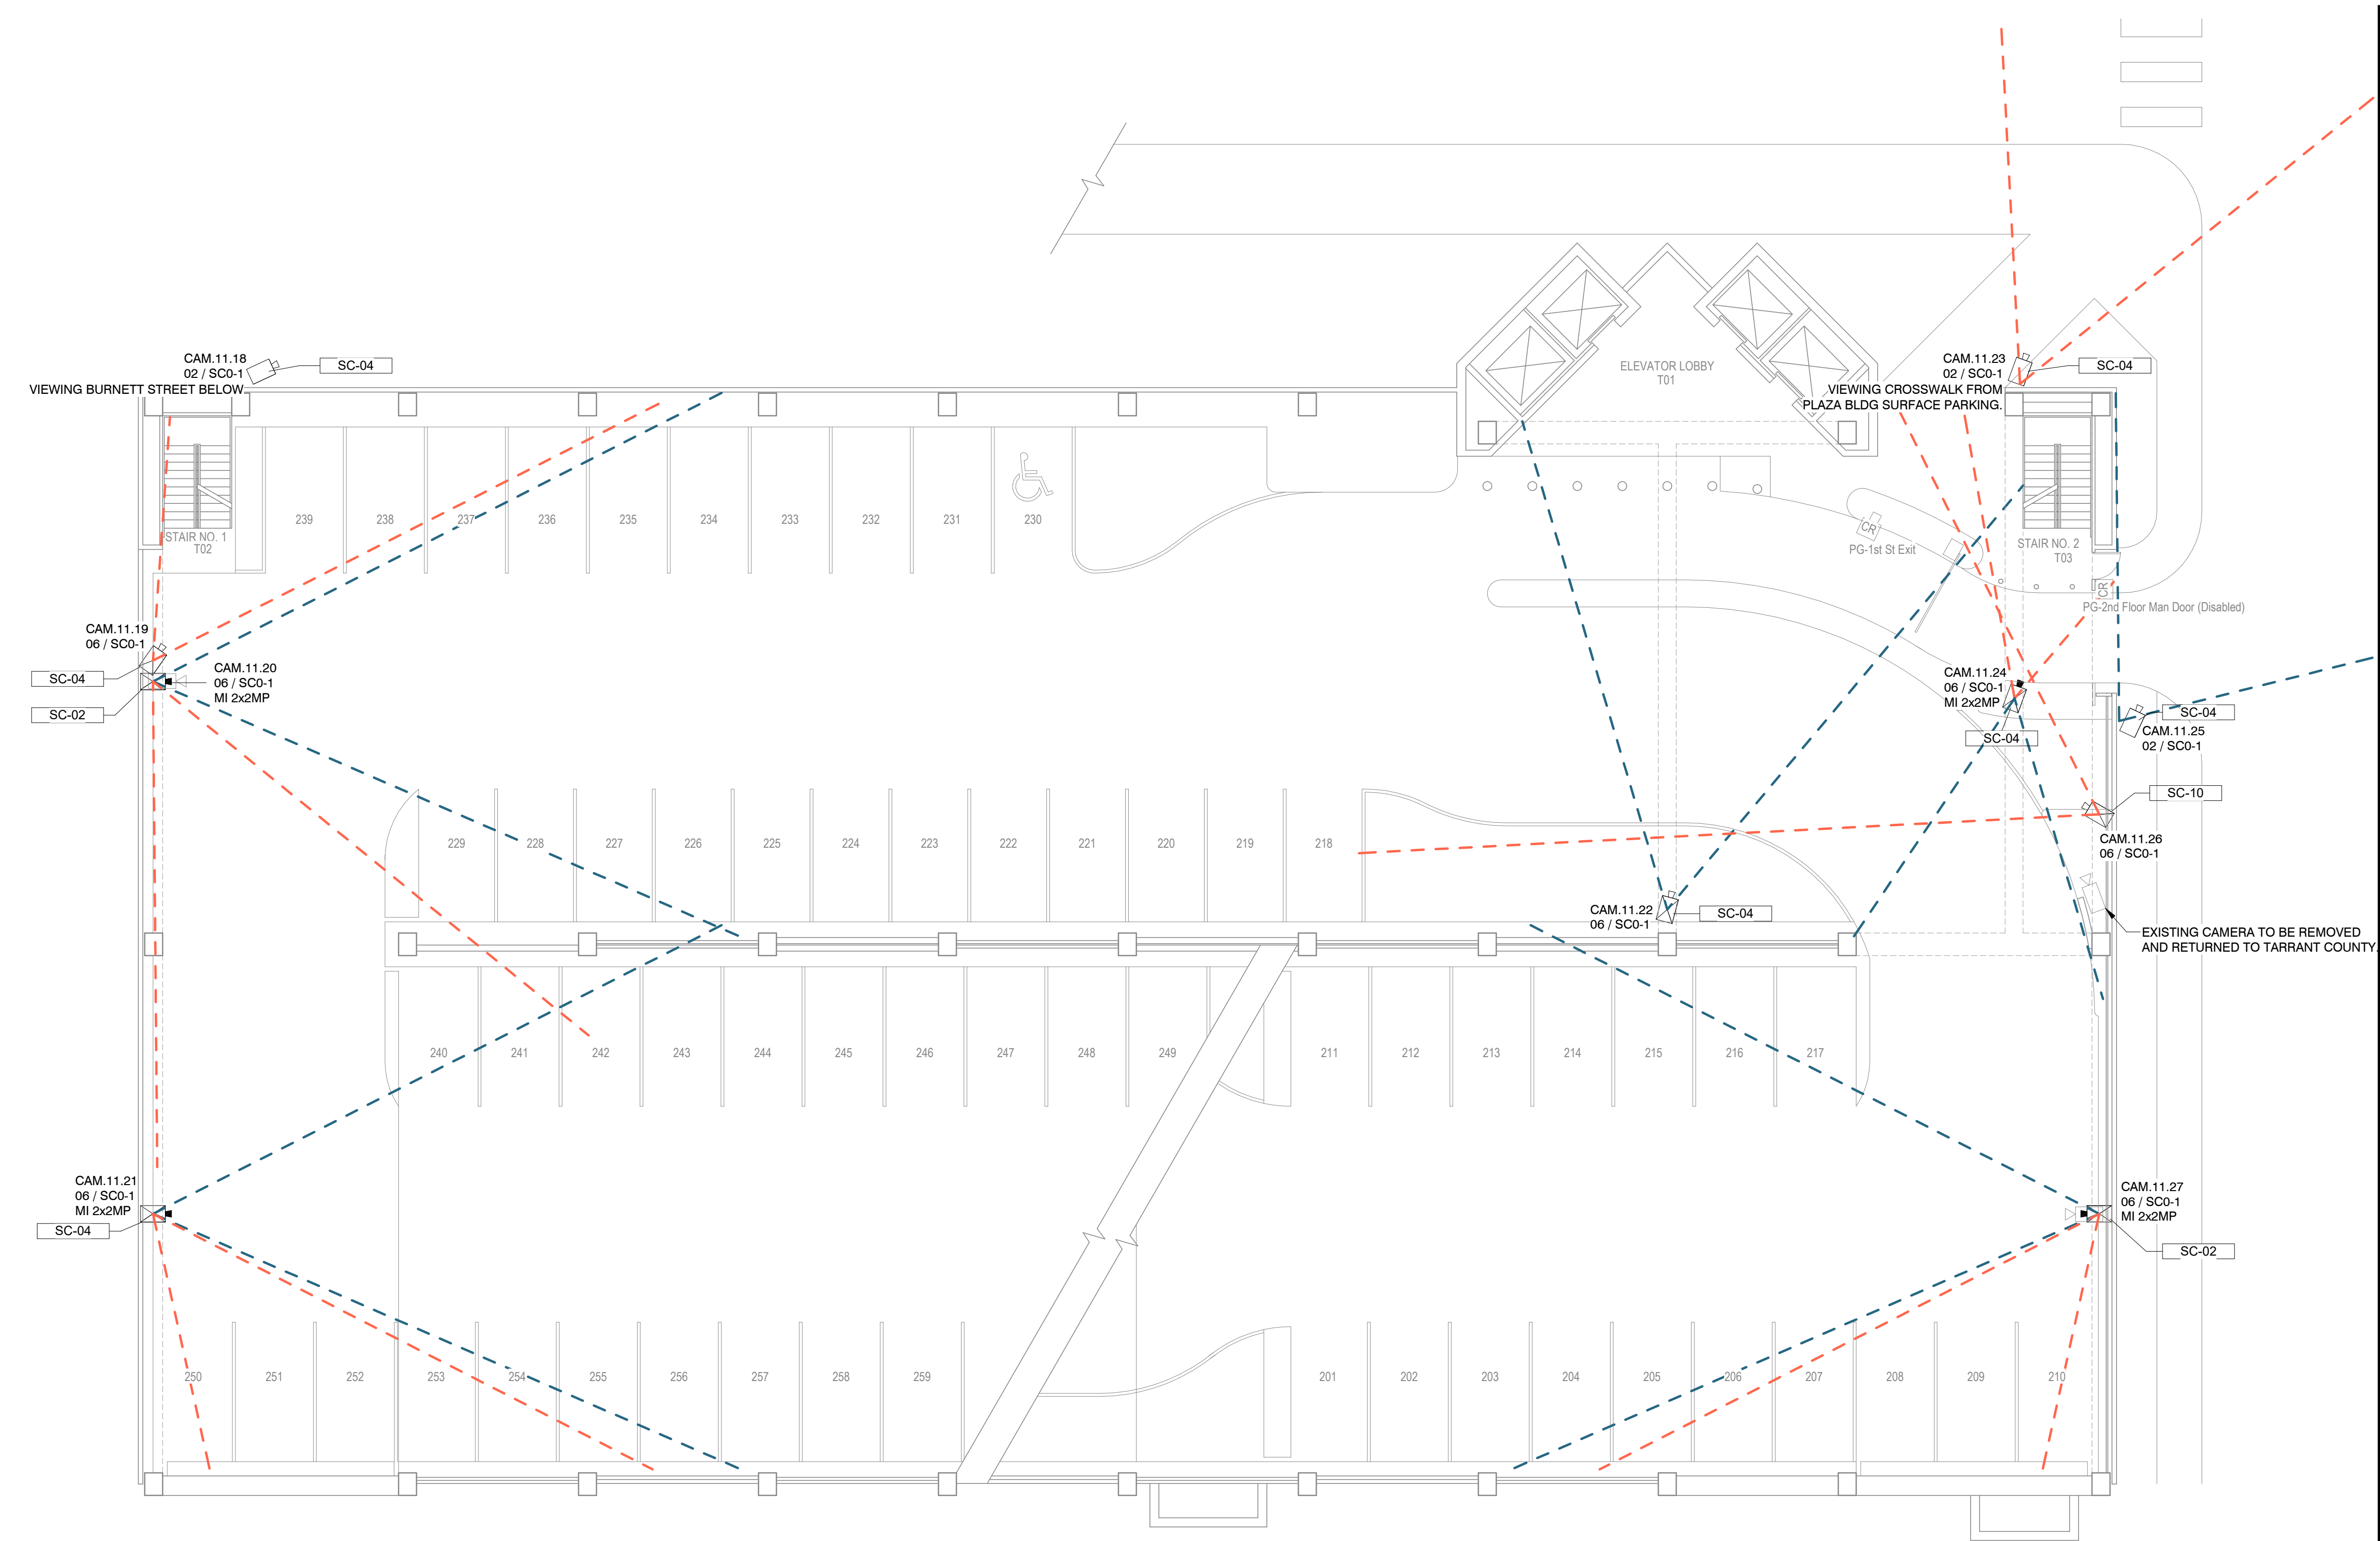 CAM.11.18
02 / SC0-1
VIEWING BURNETT STREET BELOW
SC-04
ELEVATOR LOBBY
T01
CAM.11.23
02 / SC0-1
VIEWING CROSSWALK FROM
PLAZA BLDG SURFACE PARKING.
SC-04
239
238
237
236
235
234
233
232
231
230
STAIR NO. 1
T02
CR
PG-1st St Exit
STAIR NO. 2
T03
CR
PG-2nd Floor Man Door (Disabled)
CAM.11.19
06 / SC0-1
SC-04
CAM.11.20
06 / SC0-1
MI 2x2MP
SC-02
CAM.11.24
06 / SC0-1
MI 2x2MP
SC-04
SC-04
CAM.11.25
02 / SC0-1
SC-10
CAM.11.26
06 / SC0-1
229
228
227
226
225
224
223
222
221
220
219
218
CAM.11.22
06 / SC0-1
SC-04
EXISTING CAMERA TO BE REMOVED
AND RETURNED TO TARRANT COUNTY.
240
241
242
243
244
245
246
247
248
249
211
212
213
214
215
216
217
CAM.11.21
06 / SC0-1
MI 2x2MP
SC-04
CAM.11.27
06 / SC0-1
MI 2x2MP
SC-02
250
251
252
253
254
255
256
257
258
259
201
202
203
204
205
206
207
208
209
210